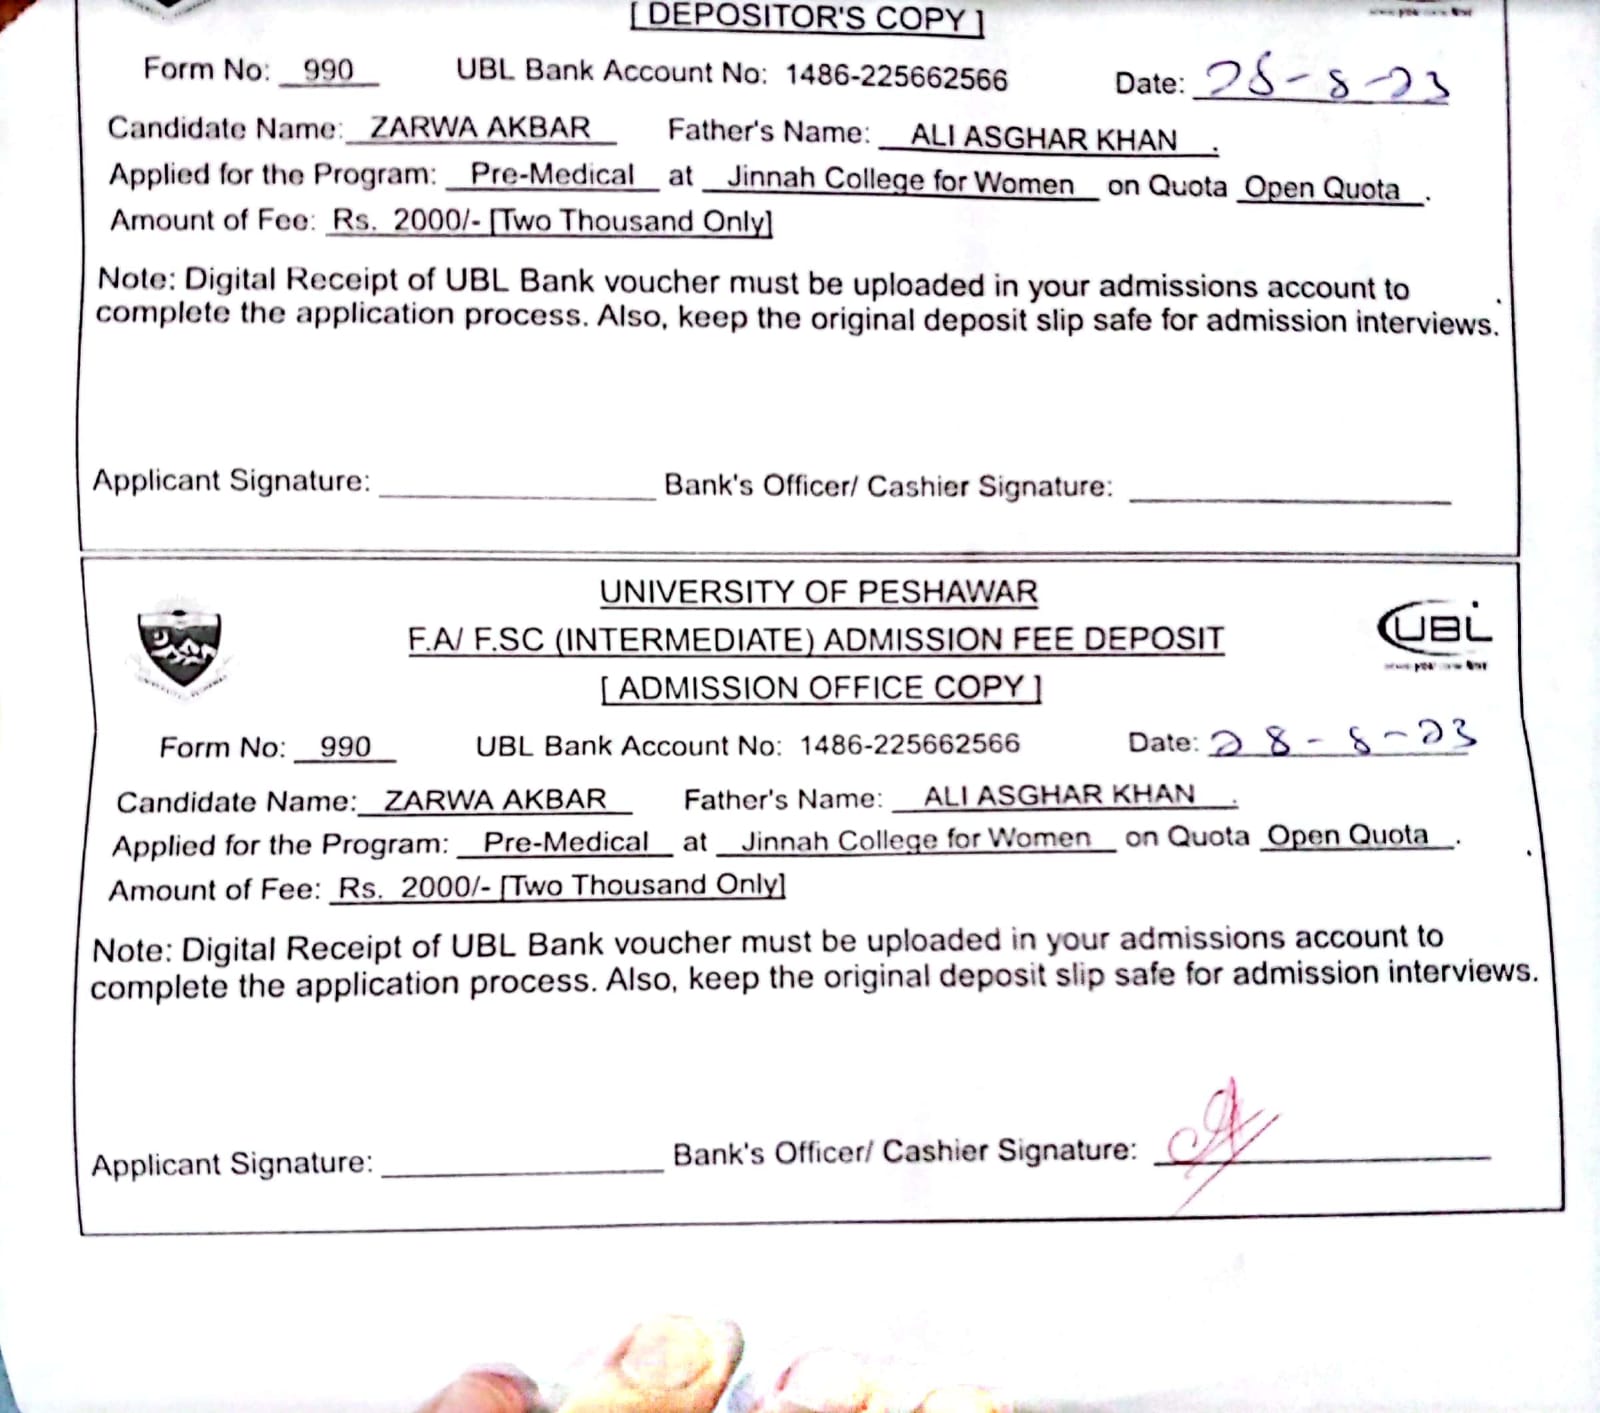 [ DEPOSITOR'S COPY ]
Form No: 990 UBL Bank Account No: 1486-225662566 Date: 28-8-23
Candidate Name: ZARWA AKBAR Father's Name: ALI ASGHAR KHAN .
Applied for the Program: Pre-Medical at Jinnah College for Women on Quota Open Quota .
Amount of Fee: Rs. 2000/- [Two Thousand Only]
Note: Digital Receipt of UBL Bank voucher must be uploaded in your admissions account to
complete the application process. Also, keep the original deposit slip safe for admission interviews.
Applicant Signature: Bank's Officer/ Cashier Signature:
UNIVERSITY OF PESHAWAR
F.A/ F.SC (INTERMEDIATE) ADMISSION FEE DEPOSIT
UBL
[ ADMISSION OFFICE COPY ]
Form No: 990 UBL Bank Account No: 1486-225662566 Date: 28-8-23
Candidate Name: ZARWA AKBAR Father's Name: ALI ASGHAR KHAN .
Applied for the Program: Pre-Medical at Jinnah College for Women on Quota Open Quota .
Amount of Fee: Rs. 2000/- [Two Thousand Only]
Note: Digital Receipt of UBL Bank voucher must be uploaded in your admissions account to
complete the application process. Also, keep the original deposit slip safe for admission interviews.
Applicant Signature: Bank's Officer/ Cashier Signature: